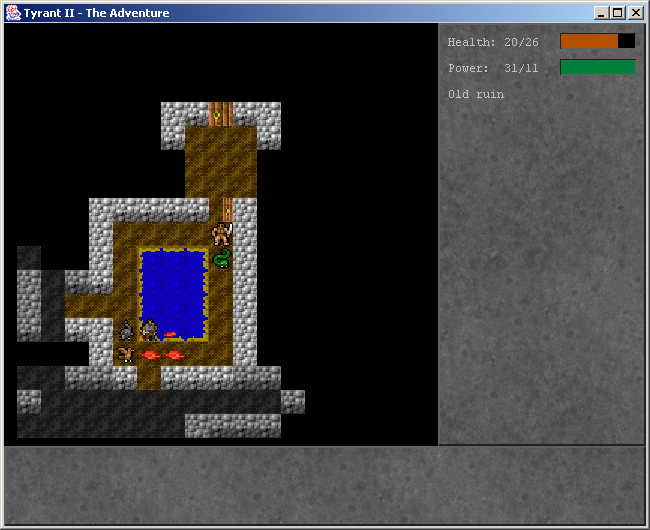 Tyrant II - The Adventure
Health: 20/26
Power: 31/11
Old ruin